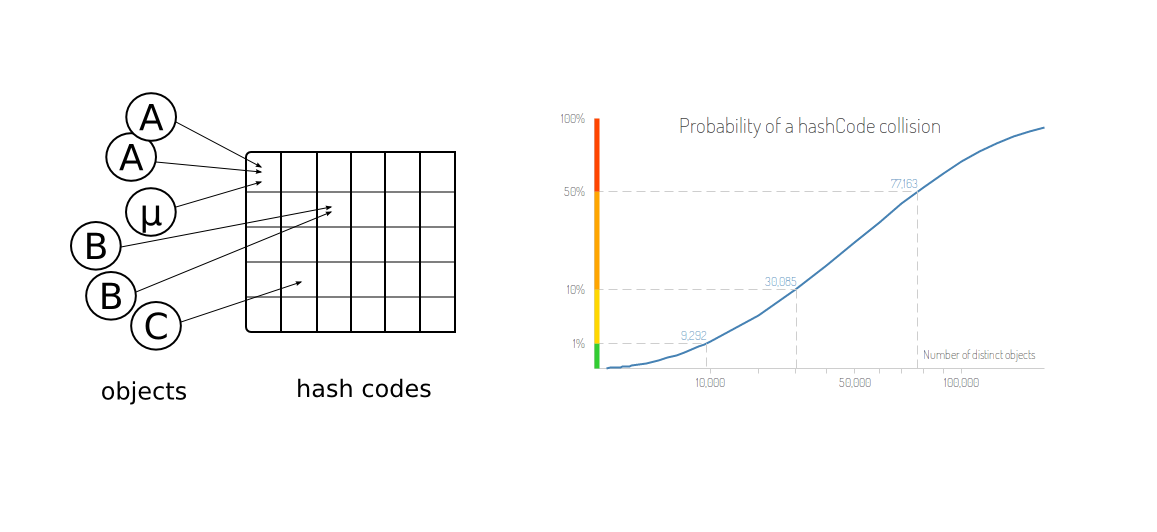 A
A
μ
B
B
C
objects
hash codes
Probability of a hashCode collision
100%
50%
10%
1%
77,163
30,085
9,292
Number of distinct objects
10,000
50,000
100,000